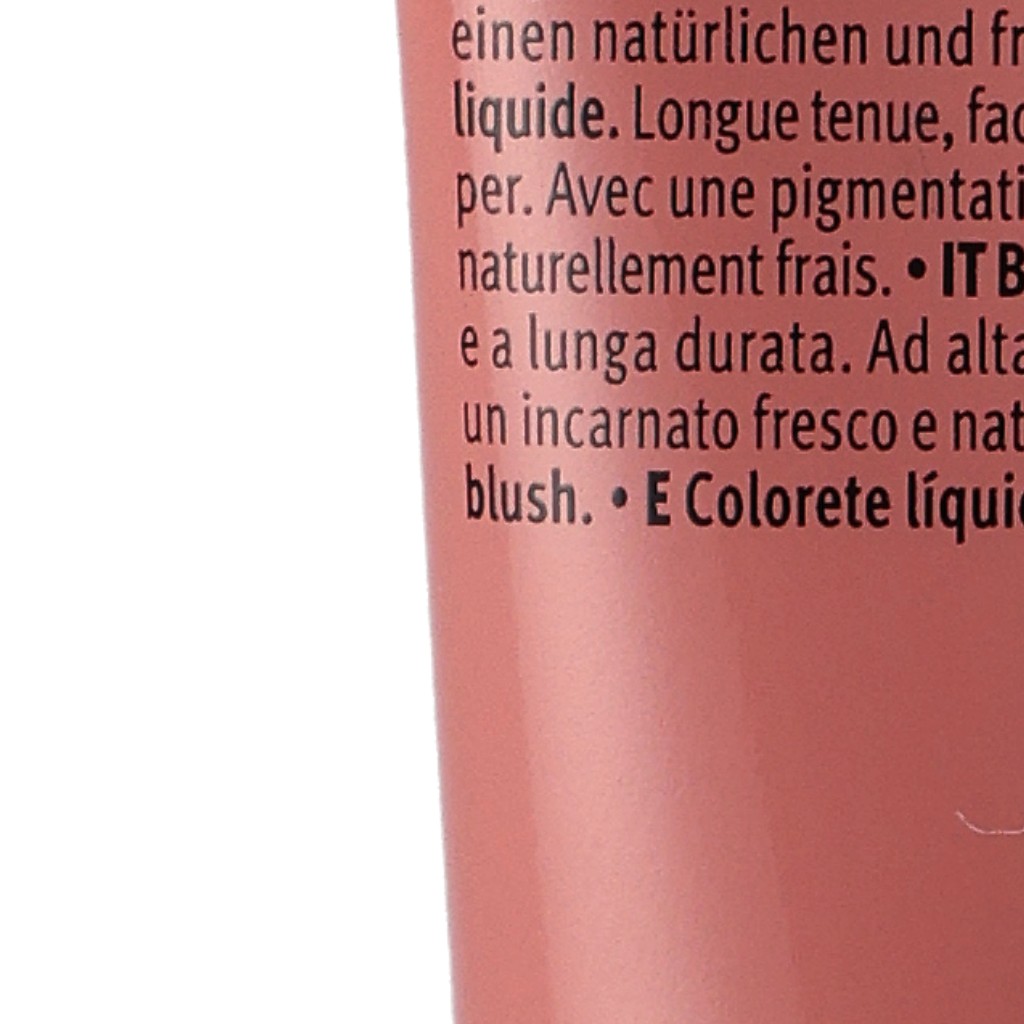 einen natürlichen und
liquide. Longue tenue,
per. Avec une
naturellement frais. • IT
e a lunga durata. Ad
un incarnato fresco e
blush. • E Colorete